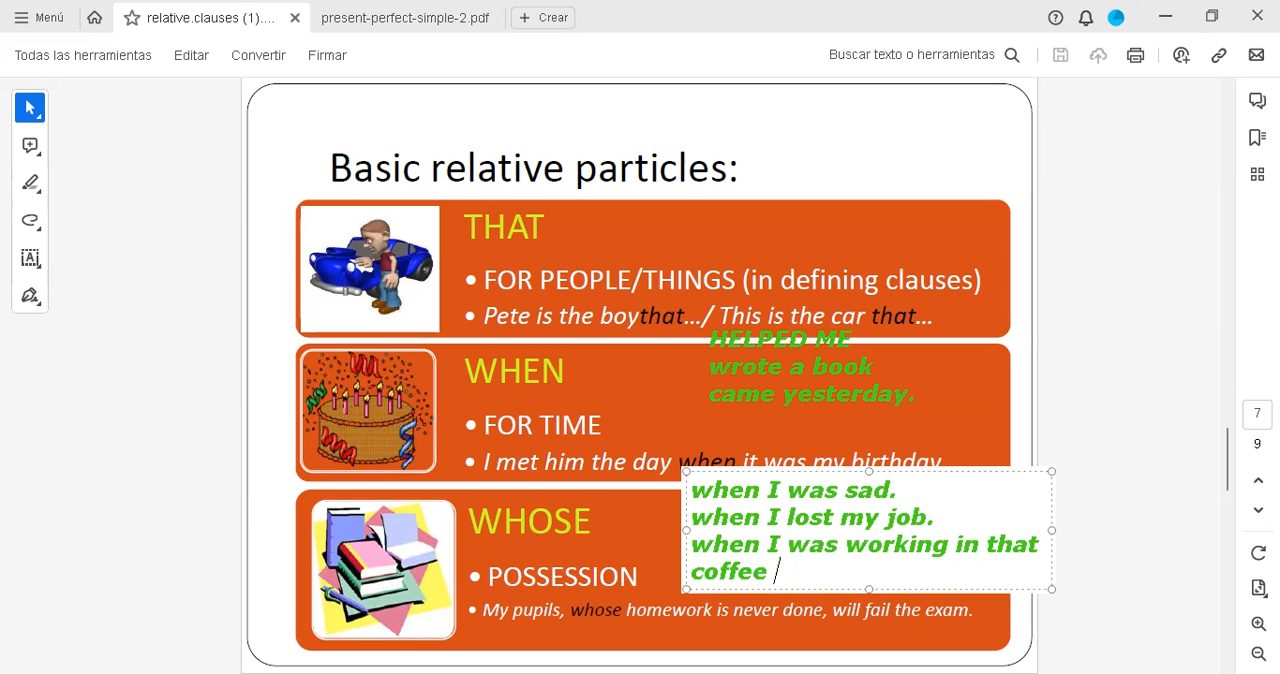 Menú
relative.clauses (1)....
present-perfect-simple-2.pdf
Crear
Todas las herramientas
Editar
Convertir
Firmar
Buscar texto o herramientas
Basic relative particles:
THAT
• FOR PEOPLE/THINGS (in defining clauses)
• Pete is the boythat.../ This is the car that...
HELPED ME
wrote a book
came yesterday.
WHEN
• FOR TIME
• I met him the day when it was my birthday
when I was sad.
when I lost my job.
when I was working in that
coffee
WHOSE
• POSSESSION
• My pupils, whose homework is never done, will fail the exam.
7
9